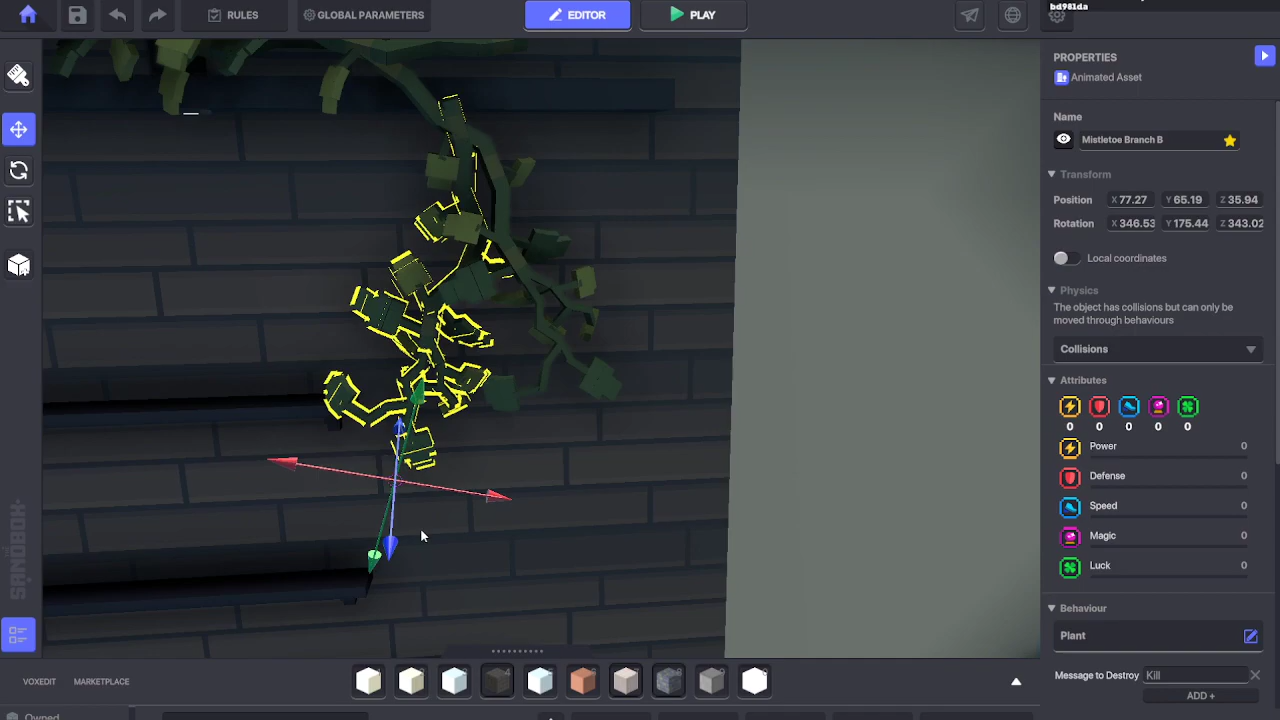 RULES
GLOBAL PARAMETERS
EDITOR
PLAY
bd981da
PROPERTIES
Animated Asset
Name
Mistletoe Branch B
Transform
Position X 77.27 Y 65.19 Z 35.94
Rotation X 346.53 Y 175.44 Z 343.02
Local coordinates
Physics
The object has collisions but can only be
moved through behaviours
Collisions
Attributes
0 0 0 0 0
Power 0
Defense 0
Speed 0
Magic 0
Luck 0
Behaviour
Plant
Message to Destroy Kill
ADD +
THE SANDBOX
VOXEDIT
MARKETPLACE
Owned